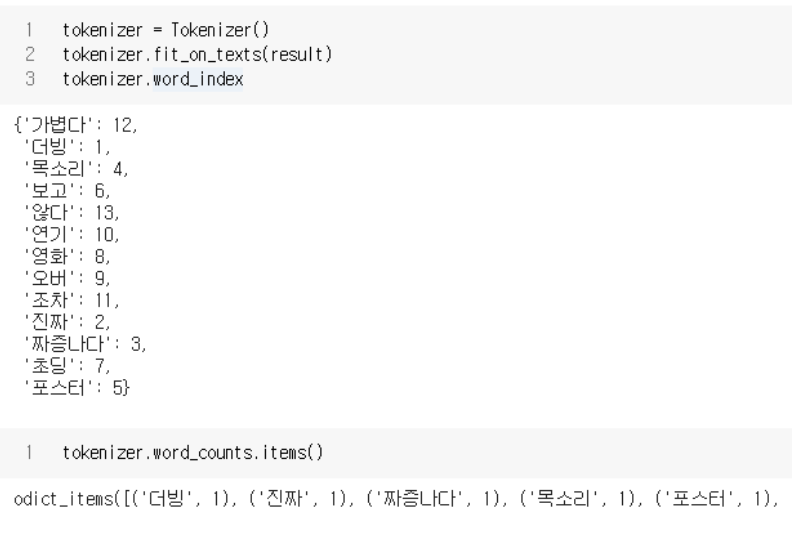 1 tokenizer = Tokenizer()
2 tokenizer.fit_on_texts(result)
3 tokenizer.word_index
{'가볍다': 12,
'더빙': 1,
'목소리': 4,
'보고': 6,
'않다': 13,
'연기': 10,
'영화': 8,
'오버': 9,
'조차': 11,
'진짜': 2,
'짜증나다': 3,
'초딩': 7,
'포스터': 5}
1 tokenizer.word_counts.items()
odict_items([('더빙', 1), ('진짜', 1), ('짜증나다', 1), ('목소리', 1), ('포스터', 1),